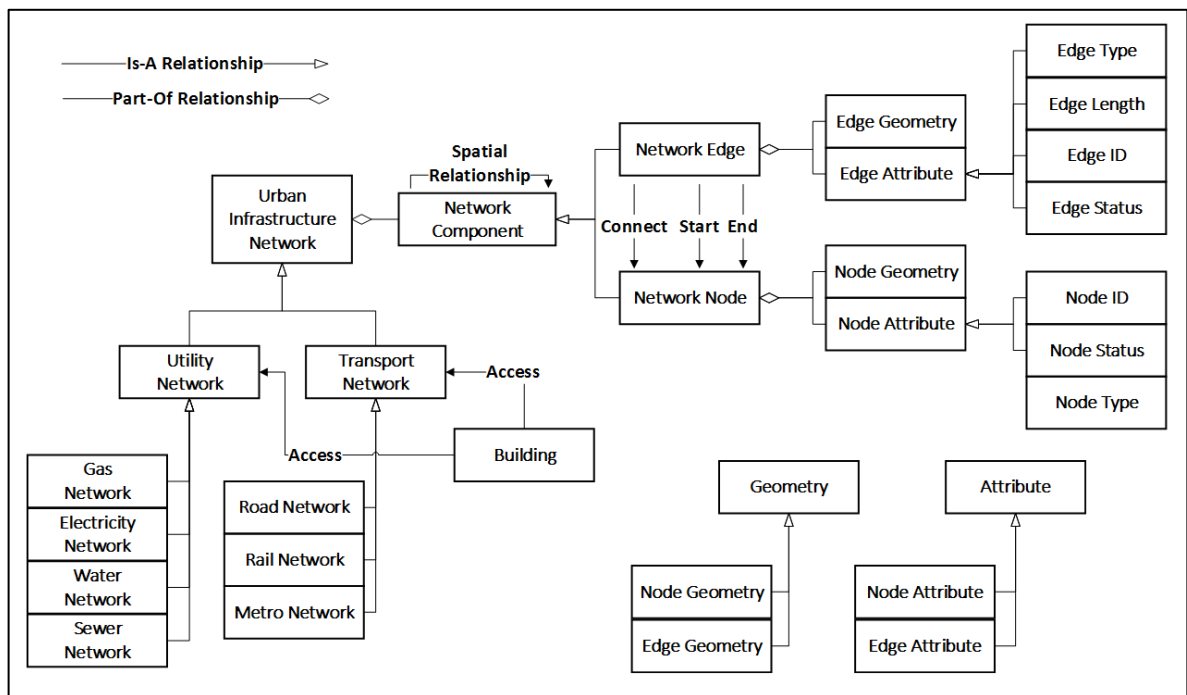 Is-A Relationship
Part-Of Relationship
Spatial
Relationship
Urban
Infrastructure
Network
Network
Component
Network Edge
Connect
Start
End
Network Node
Edge Geometry
Edge Attribute
Edge Type
Edge Length
Edge ID
Edge Status
Node Geometry
Node Attribute
Node ID
Node Status
Node Type
Utility
Network
Transport
Network
Access
Access
Building
Gas
Network
Electricity
Network
Water
Network
Sewer
Network
Road Network
Rail Network
Metro Network
Geometry
Node Geometry
Edge Geometry
Attribute
Node Attribute
Edge Attribute